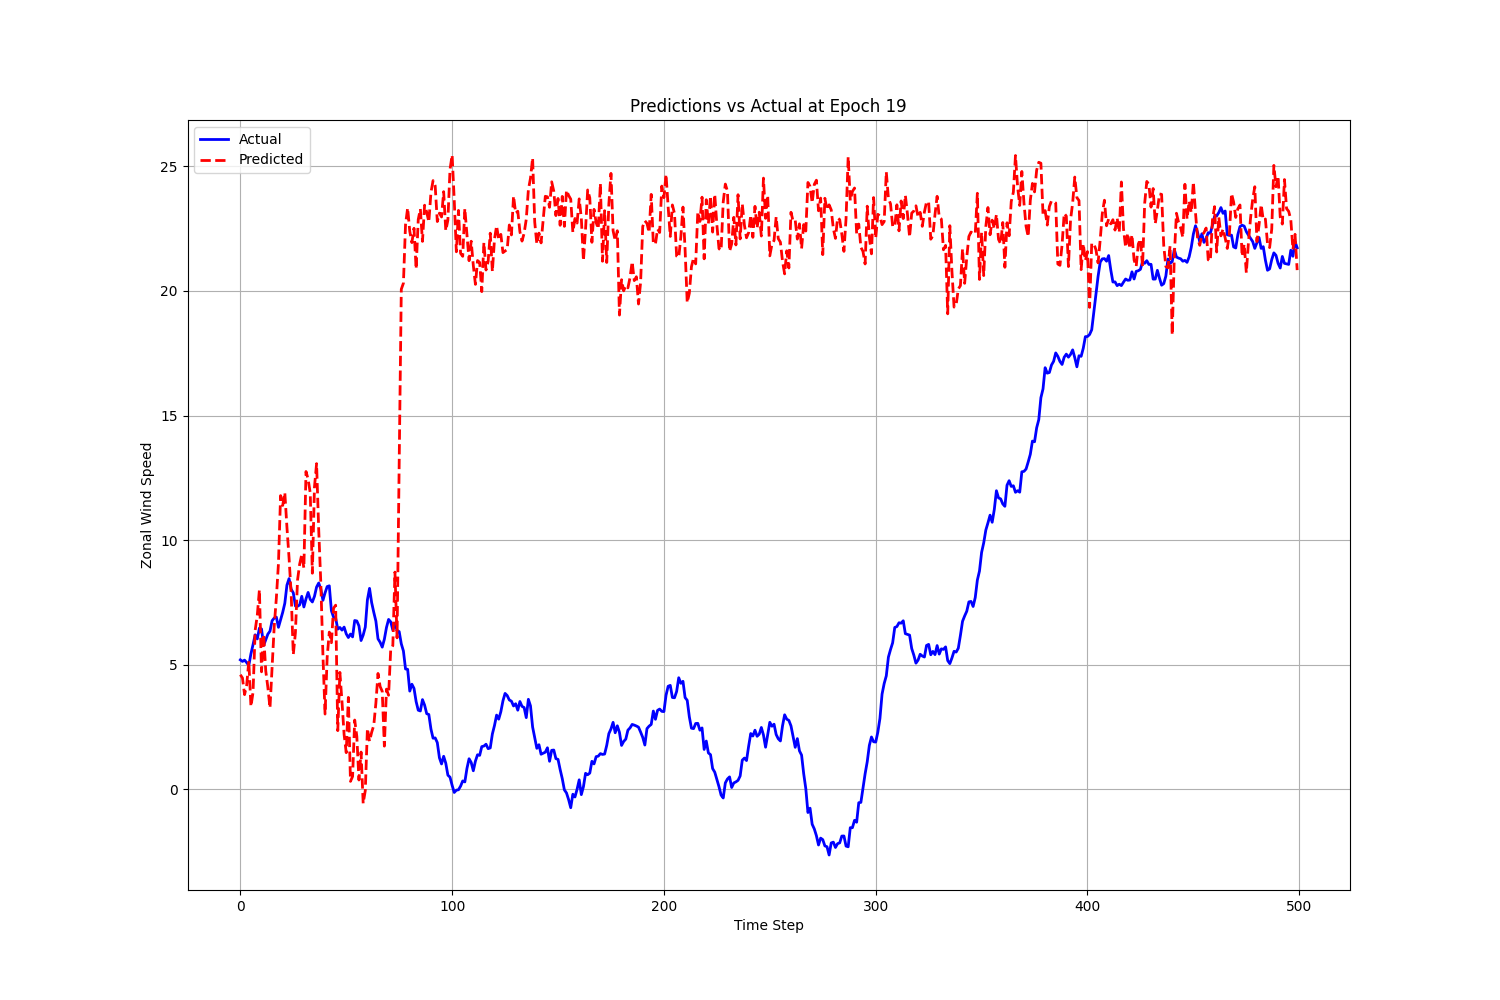 Predictions vs Actual at Epoch 19
Actual
Predicted
25
20
15
10
5
0
Zonal Wind Speed
0 100 200 300 400 500
Time Step